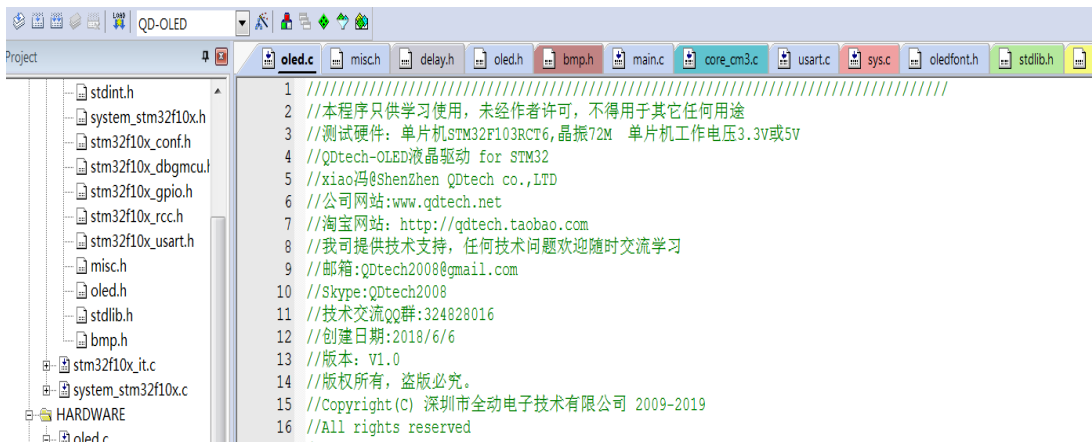 LOAD
QD-OLED
Project
oled.c misc.h delay.h oled.h bmp.h main.c core_cm3.c usart.c sys.c oledfont.h stdlib.h
stdint.h
system_stm32f10x.h
stm32f10x_conf.h
stm32f10x_dbgmcu.h
stm32f10x_gpio.h
stm32f10x_rcc.h
stm32f10x_usart.h
misc.h
oled.h
stdlib.h
bmp.h
stm32f10x_it.c
system_stm32f10x.c
HARDWARE
oled.c
1 ////////////////////////////////////////////////////////////////////////////////
2 //本程序只供学习使用，未经作者许可，不得用于其它任何用途
3 //测试硬件：单片机STM32F103RCT6,晶振72M 单片机工作电压3.3V或5V
4 //QDtech-OLED液晶驱动 for STM32
5 //xiao冯@ShenZhen QDtech co.,LTD
6 //公司网站:www.qdtech.net
7 //淘宝网站：http://qdtech.taobao.com
8 //我司提供技术支持，任何技术问题欢迎随时交流学习
9 //邮箱:QDtech2008@gmail.com
10 //Skype:QDtech2008
11 //技术交流QQ群:324828016
12 //创建日期:2018/6/6
13 //版本：V1.0
14 //版权所有，盗版必究。
15 //Copyright(C) 深圳市全动电子技术有限公司 2009-2019
16 //All rights reserved